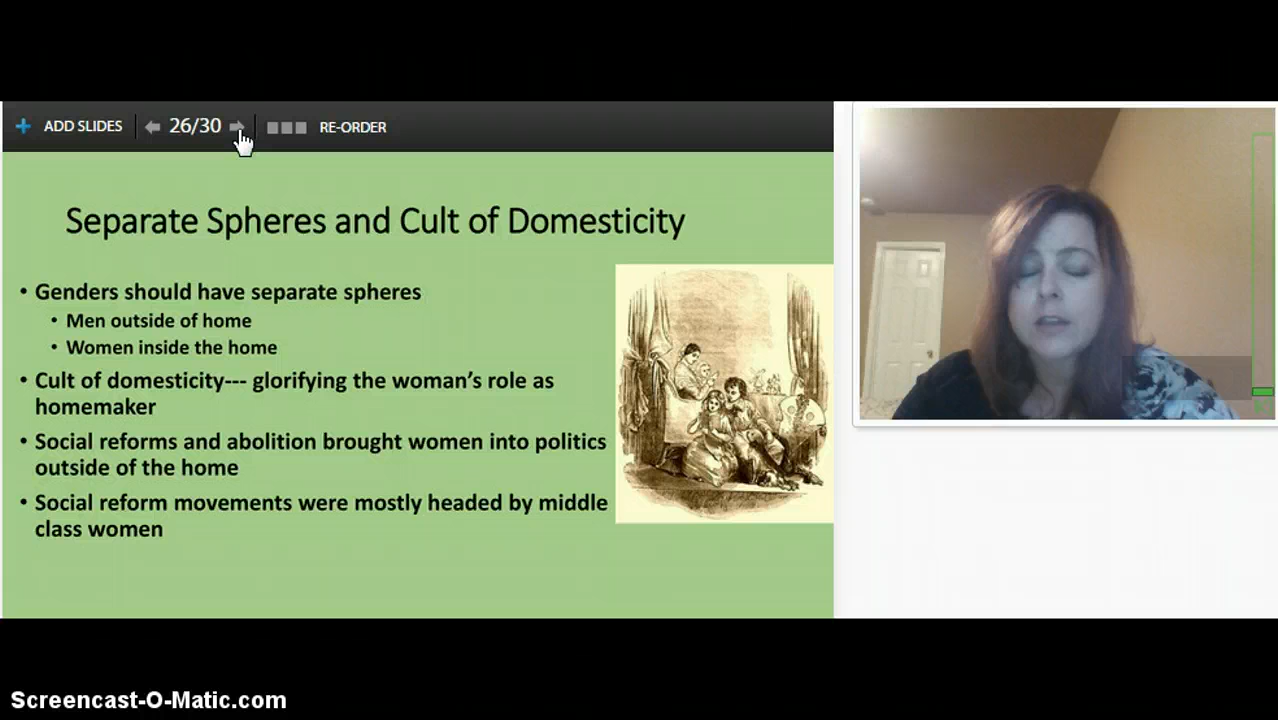 ADD SLIDES
26/30
RE-ORDER
Separate Spheres and Cult of Domesticity
• Genders should have separate spheres
• Men outside of home
• Women inside the home
• Cult of domesticity--- glorifying the woman's role as
homemaker
• Social reforms and abolition brought women into politics
outside of the home
• Social reform movements were mostly headed by middle
class women
Screencast-O-Matic.com